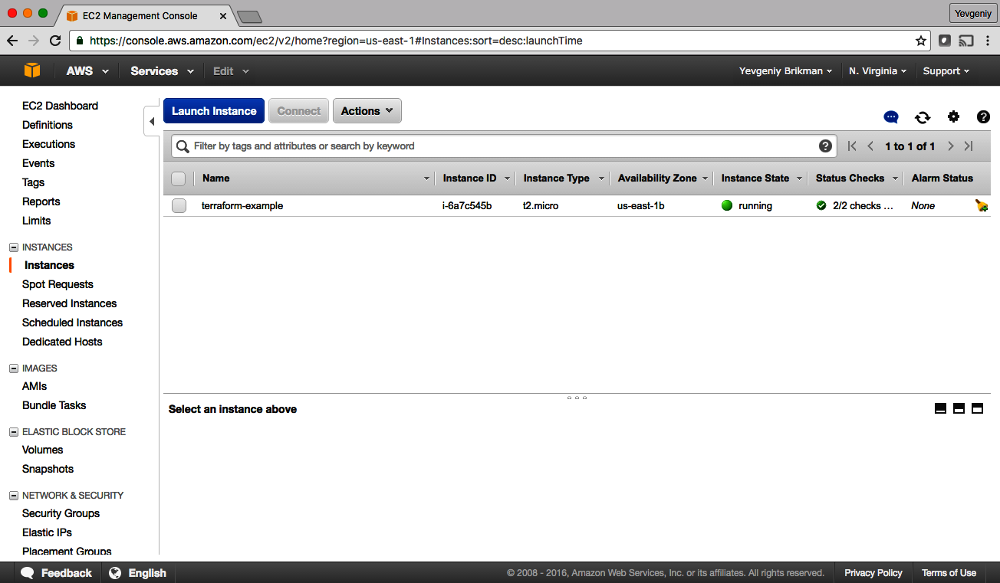 EC2 Management Console
Yevgeniy
https://console.aws.amazon.com/ec2/v2/home?region=us-east-1#Instances:sort=desc:launchTime
AWS Services Edit Yevgeniy Brikman N. Virginia Support
EC2 Dashboard
Definitions
Executions
Events
Tags
Reports
Limits
INSTANCES
Instances
Spot Requests
Reserved Instances
Scheduled Instances
Dedicated Hosts
IMAGES
AMIs
Bundle Tasks
ELASTIC BLOCK STORE
Volumes
Snapshots
NETWORK & SECURITY
Security Groups
Elastic IPs
Placement Groups
Launch Instance Connect Actions
Filter by tags and attributes or search by keyword
1 to 1 of 1
Name Instance ID Instance Type Availability Zone Instance State Status Checks Alarm Status
terraform-example i-6a7c545b t2.micro us-east-1b running 2/2 checks ... None
Select an instance above
Feedback English © 2008 - 2016, Amazon Web Services, Inc. or its affiliates. All rights reserved. Privacy Policy Terms of Use